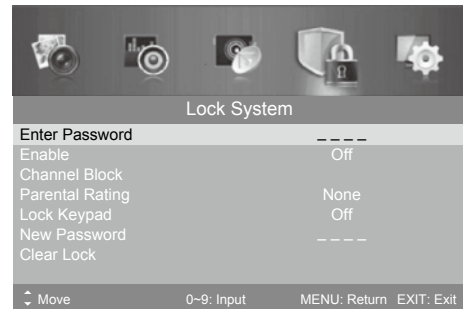 Lock System
Enter Password _ _ _ _
Enable Off
Channel Block
Parental Rating None
Lock Keypad Off
New Password _ _ _ _
Clear Lock
Move 0~9: Input MENU: Return EXIT: Exit